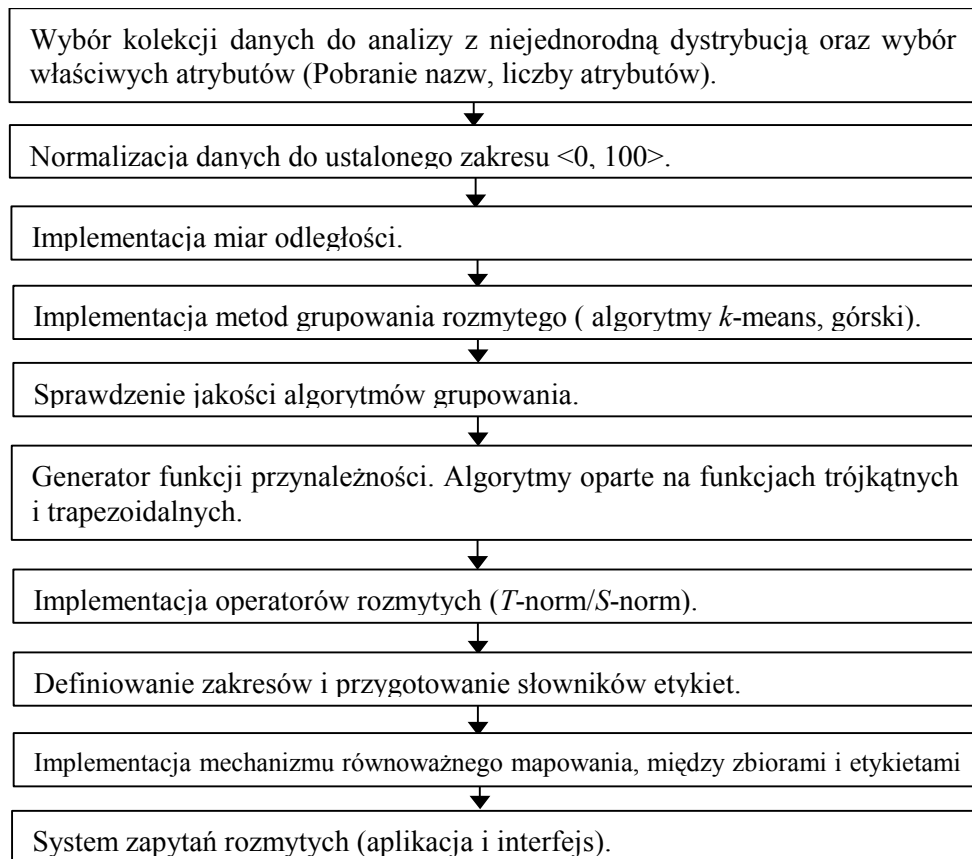 Wybór kolekcji danych do analizy z niejednorodną dystrybucją oraz wybór
właściwych atrybutów (Pobranie nazw, liczby atrybutów).
Normalizacja danych do ustalonego zakresu <0, 100>.
Implementacja miar odległości.
Implementacja metod grupowania rozmytego ( algorytmy k-means, górski).
Sprawdzenie jakości algorytmów grupowania.
Generator funkcji przynależności. Algorytmy oparte na funkcjach trójkątnych
i trapezoidalnych.
Implementacja operatorów rozmytych (T-norm/S-norm).
Definiowanie zakresów i przygotowanie słowników etykiet.
Implementacja mechanizmu równoważnego mapowania, między zbiorami i etykietami
System zapytań rozmytych (aplikacja i interfejs).